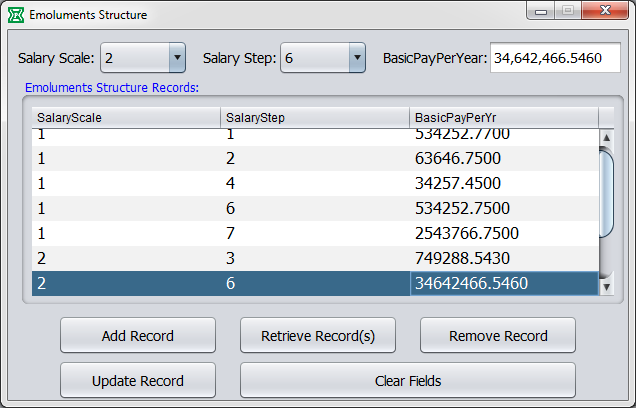 Emoluments Structure
Salary Scale: 2 Salary Step: 6 BasicPayPerYear: 34,642,466.5460
Emoluments Structure Records:
SalaryScale SalaryStep BasicPayPerYr
1 1 534252.7700
1 2 63646.7500
1 4 34257.4500
1 6 534252.7500
1 7 2543766.7500
2 3 749288.5430
2 6 34642466.5460
Add Record Retrieve Record(s) Remove Record
Update Record Clear Fields